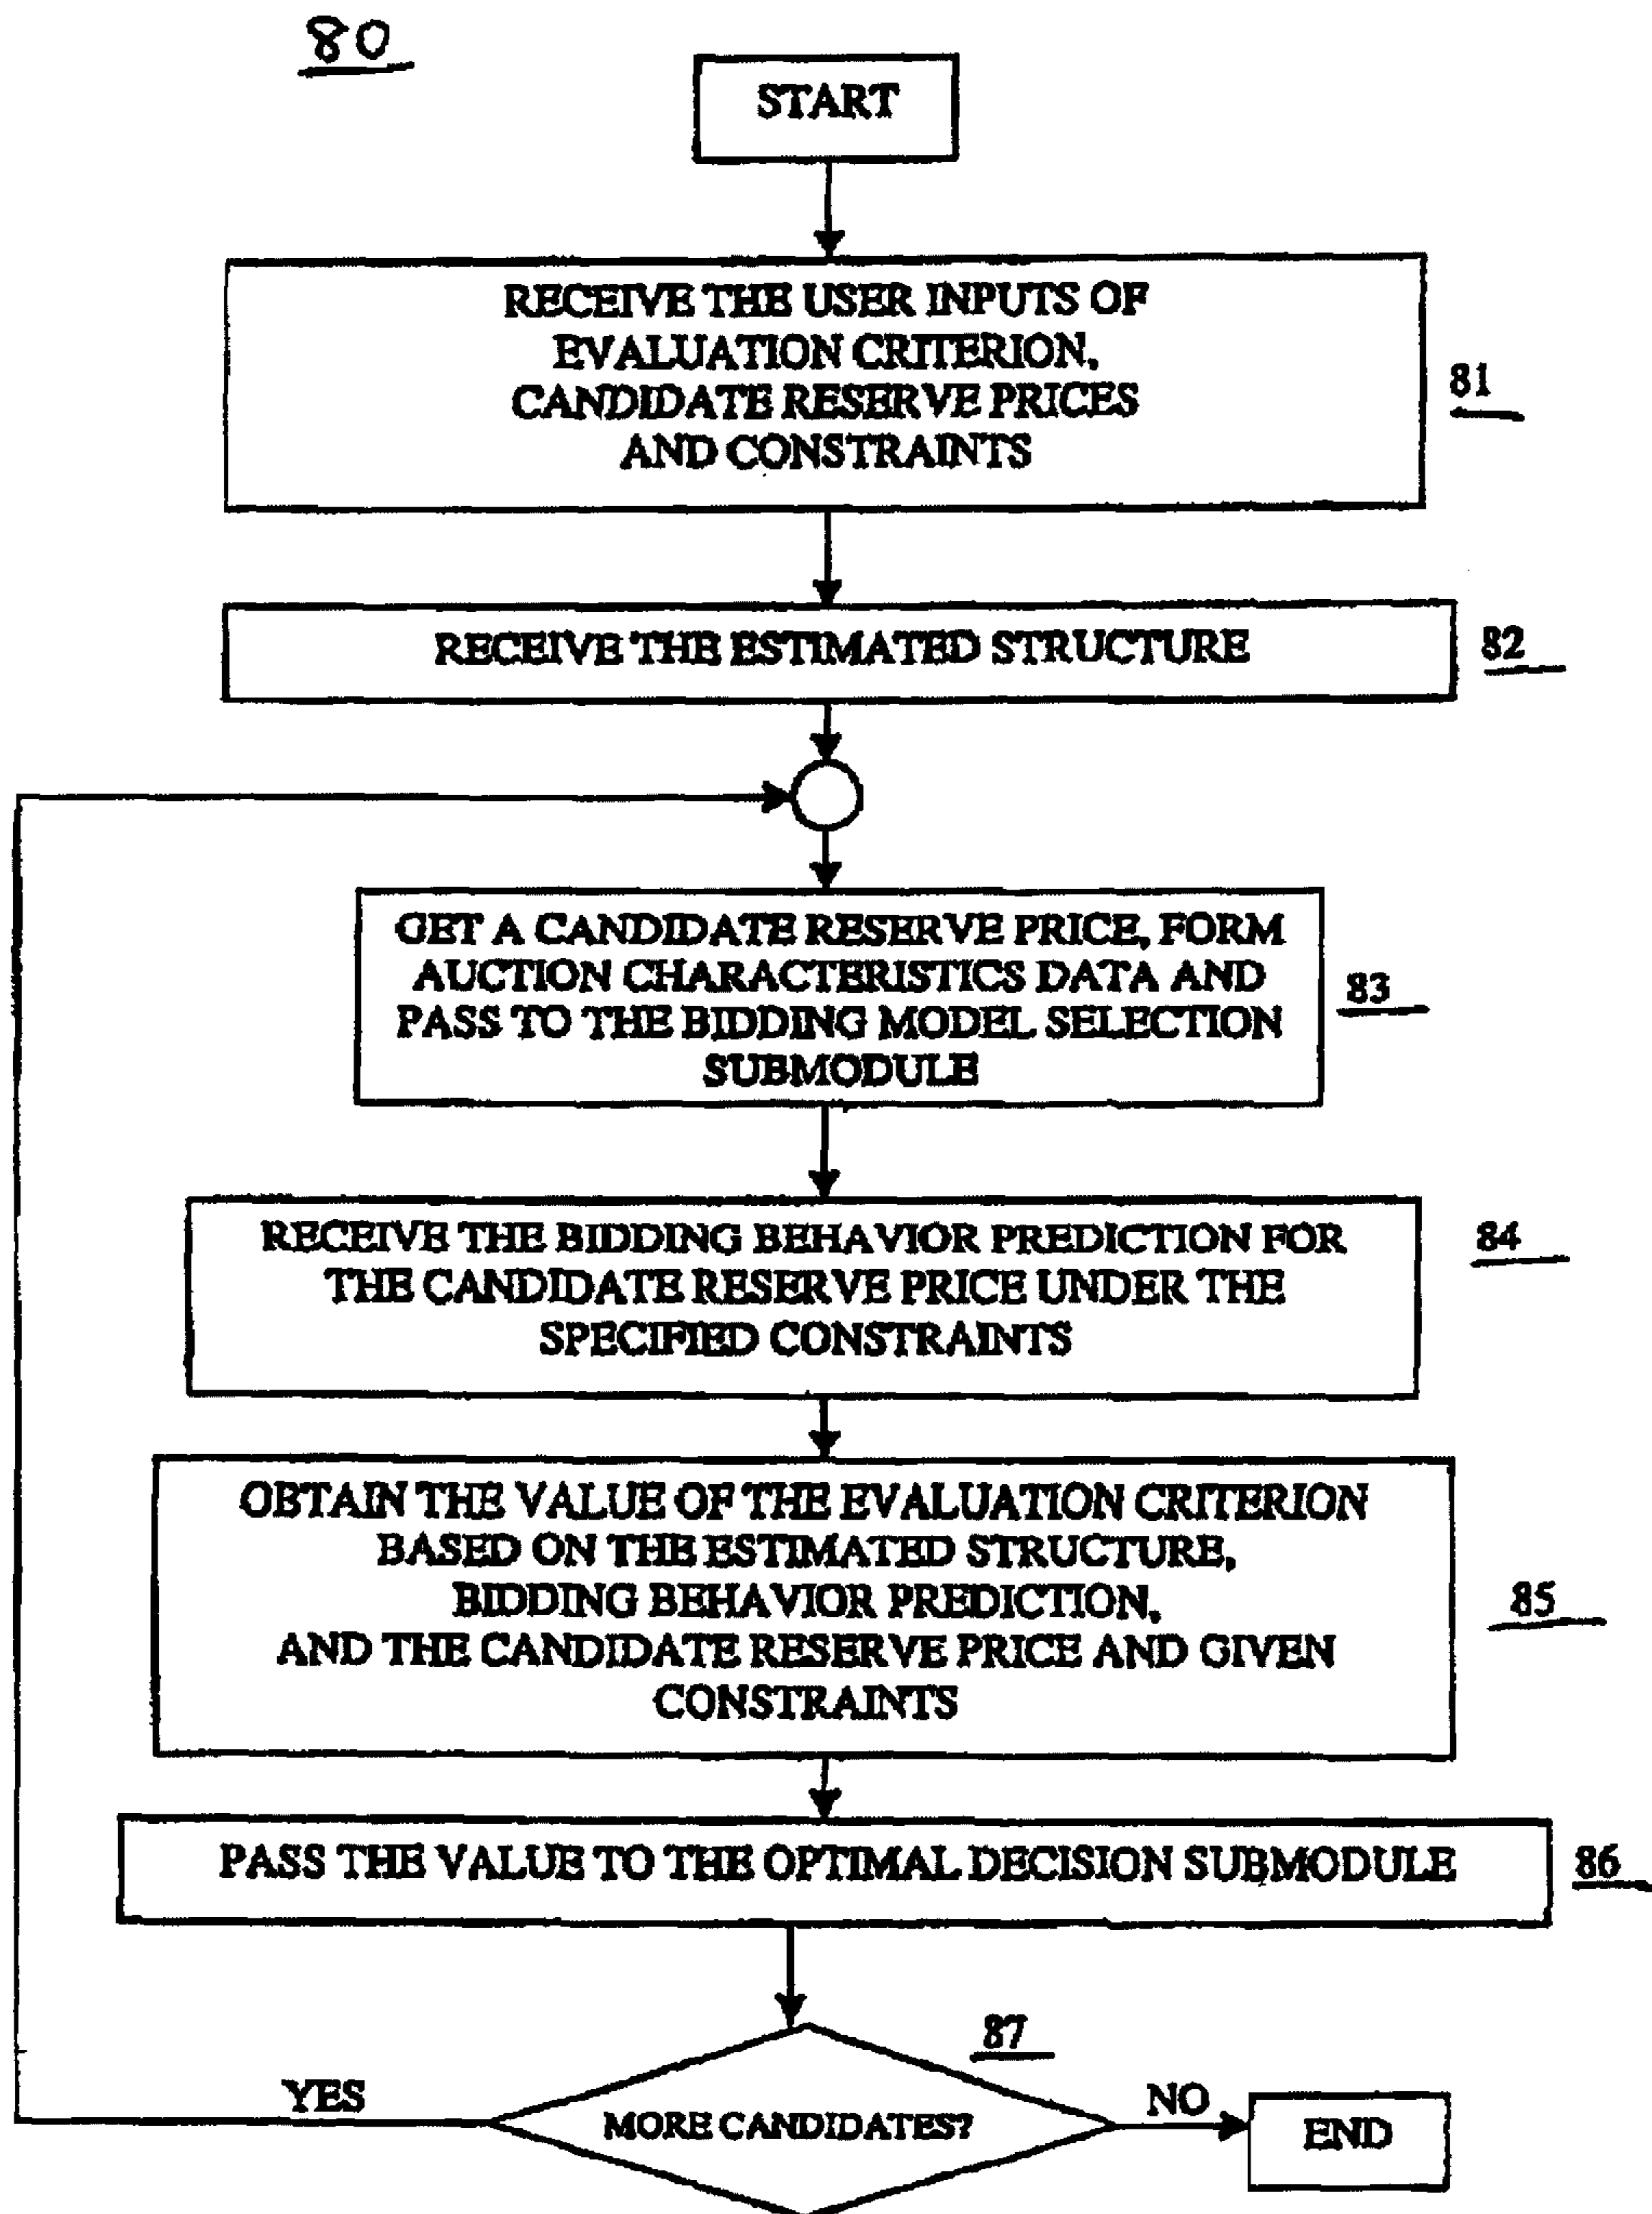 80
START
RECEIVE THE USER INPUTS OF
EVALUATION CRITERION,
CANDIDATE RESERVE PRICES
AND CONSTRAINTS
81
RECEIVE THE ESTIMATED STRUCTURE
82
GET A CANDIDATE RESERVE PRICE, FORM
AUCTION CHARACTERISTICS DATA AND
PASS TO THE BIDDING MODEL SELECTION
SUBMODULE
83
RECEIVE THE BIDDING BEHAVIOR PREDICTION FOR
THE CANDIDATE RESERVE PRICE UNDER THE
SPECIFIED CONSTRAINTS
84
OBTAIN THE VALUE OF THE EVALUATION CRITERION
BASED ON THE ESTIMATED STRUCTURE,
BIDDING BEHAVIOR PREDICTION,
AND THE CANDIDATE RESERVE PRICE AND GIVEN
CONSTRAINTS
85
PASS THE VALUE TO THE OPTIMAL DECISION SUBMODULE
86
87
YES
MORE CANDIDATES?
NO
END